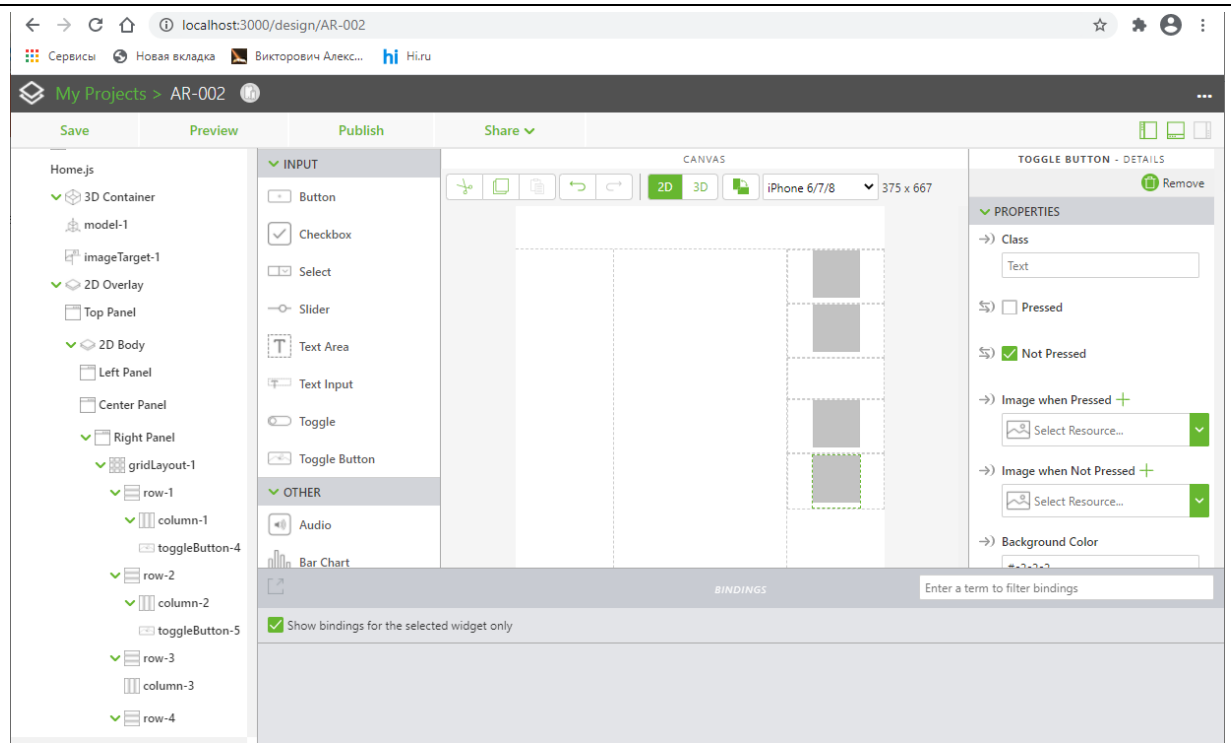 localhost:3000/design/AR-002
Сервисы Новая вкладка Викторович Алекс... hi Hi.ru
My Projects > AR-002
Save Preview Publish Share
Home.js
3D Container
model-1
imageTarget-1
2D Overlay
Top Panel
2D Body
Left Panel
Center Panel
Right Panel
gridLayout-1
row-1
column-1
toggleButton-4
row-2
column-2
toggleButton-5
row-3
column-3
row-4
INPUT
Button
Checkbox
Select
Slider
Text Area
Text Input
Toggle
Toggle Button
OTHER
Audio
Bar Chart
CANVAS
2D 3D iPhone 6/7/8 375 x 667
TOGGLE BUTTON - DETAILS
Remove
PROPERTIES
Class
Text
Pressed
Not Pressed
Image when Pressed
Select Resource...
Image when Not Pressed
Select Resource...
Background Color
BINDINGS
Enter a term to filter bindings
Show bindings for the selected widget only